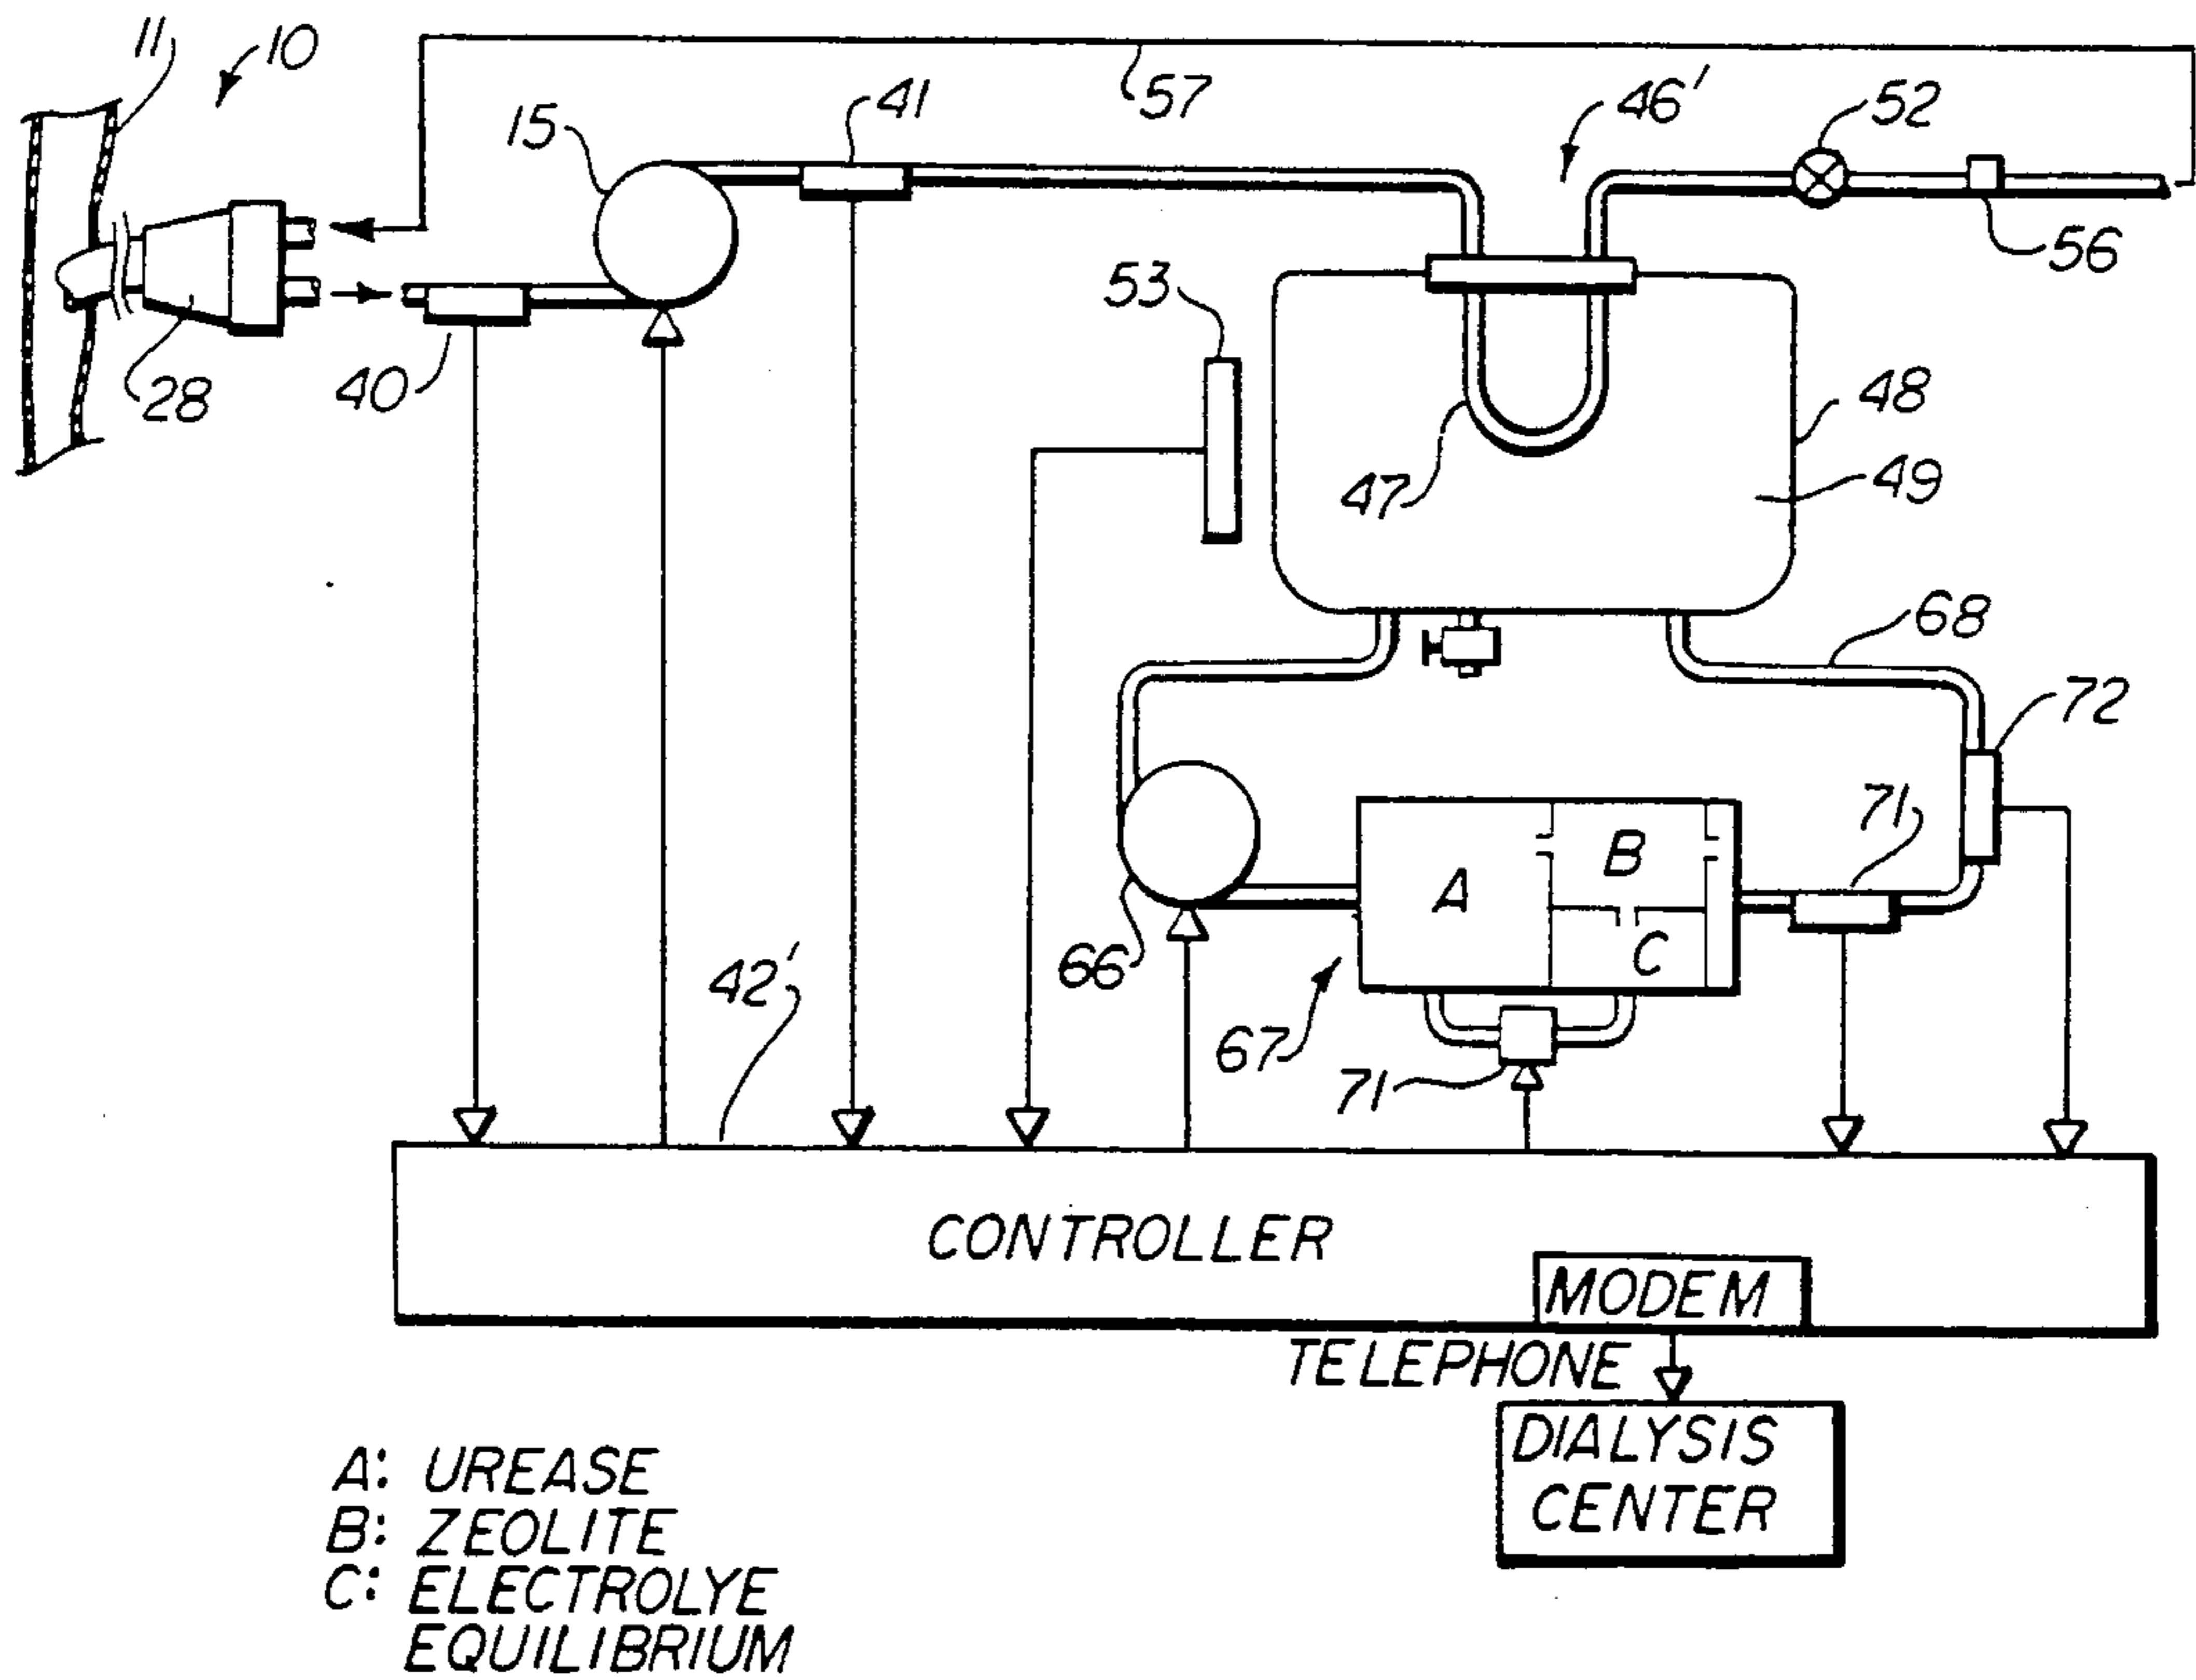 11
10
57
15
41
46'
52
56
53
40
28
48
47
49
68
72
71
A
B
C
66
67
71
42'
CONTROLLER
MODEM
TELEPHONE
DIALYSIS
CENTER
A: UREASE
B: ZEOLITE
C: ELECTROLYE
EQUILIBRIUM